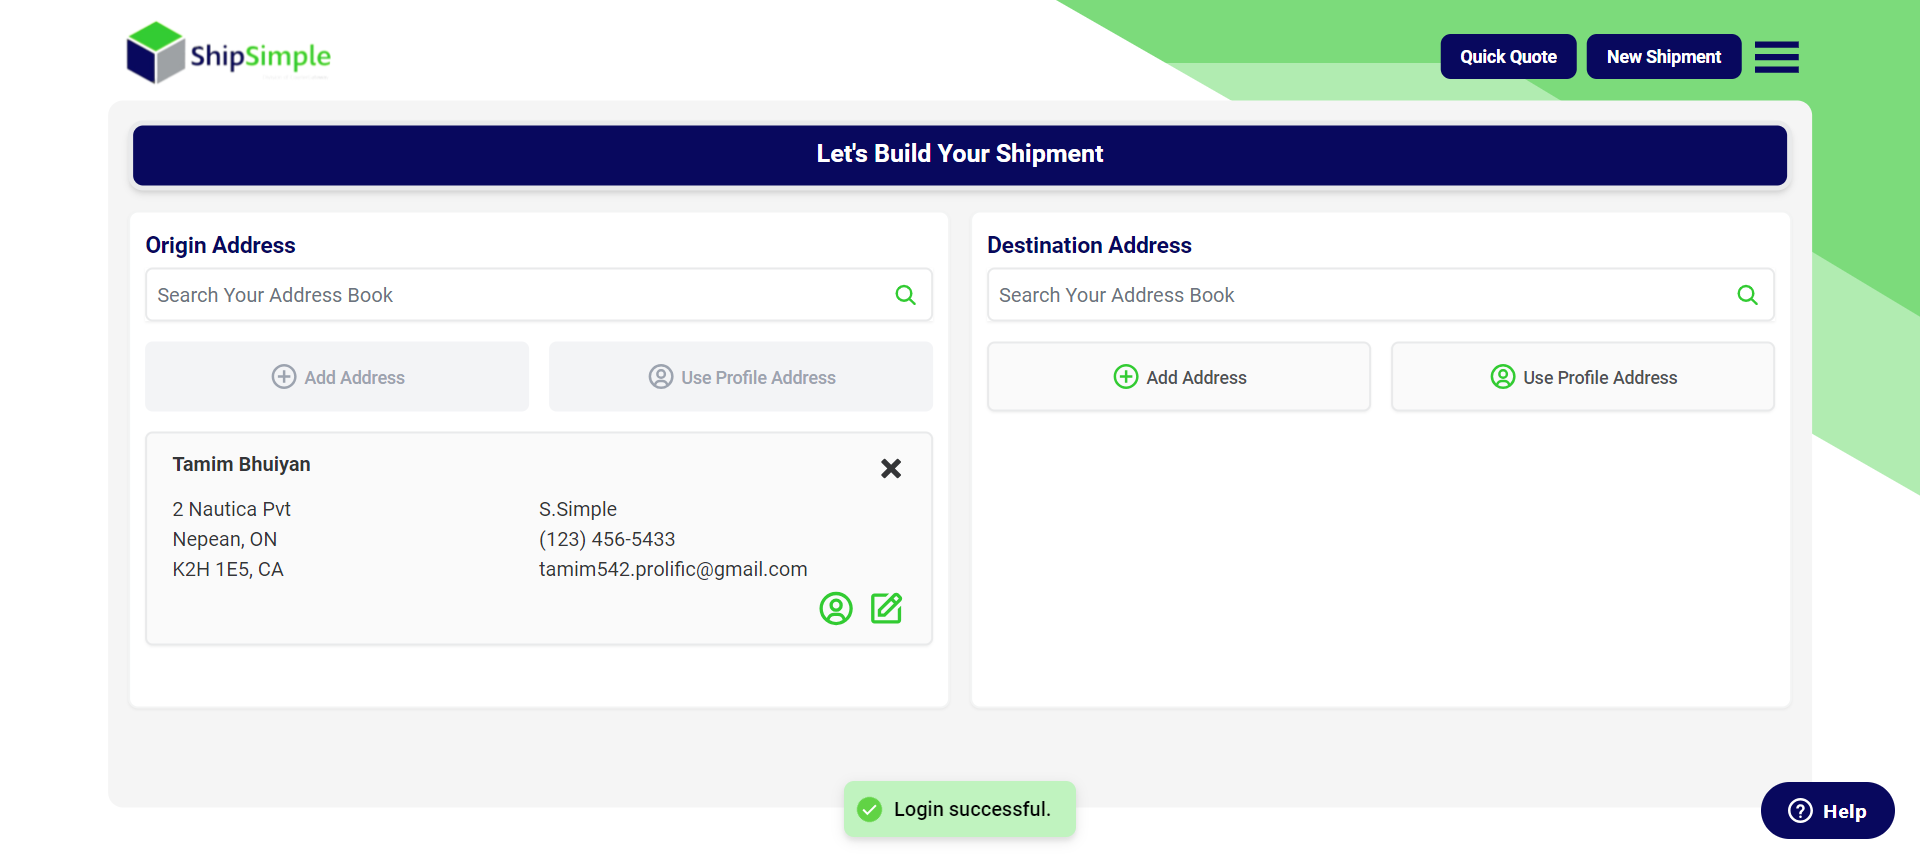 ShipSimple
Quick Quote
New Shipment
Let's Build Your Shipment
Origin Address
Search Your Address Book
Add Address
Use Profile Address
Tamim Bhuiyan
2 Nautica Pvt
Nepean, ON
K2H 1E5, CA
S.Simple
(123) 456-5433
tamim542.prolific@gmail.com
Destination Address
Search Your Address Book
Add Address
Use Profile Address
Login successful.
Help